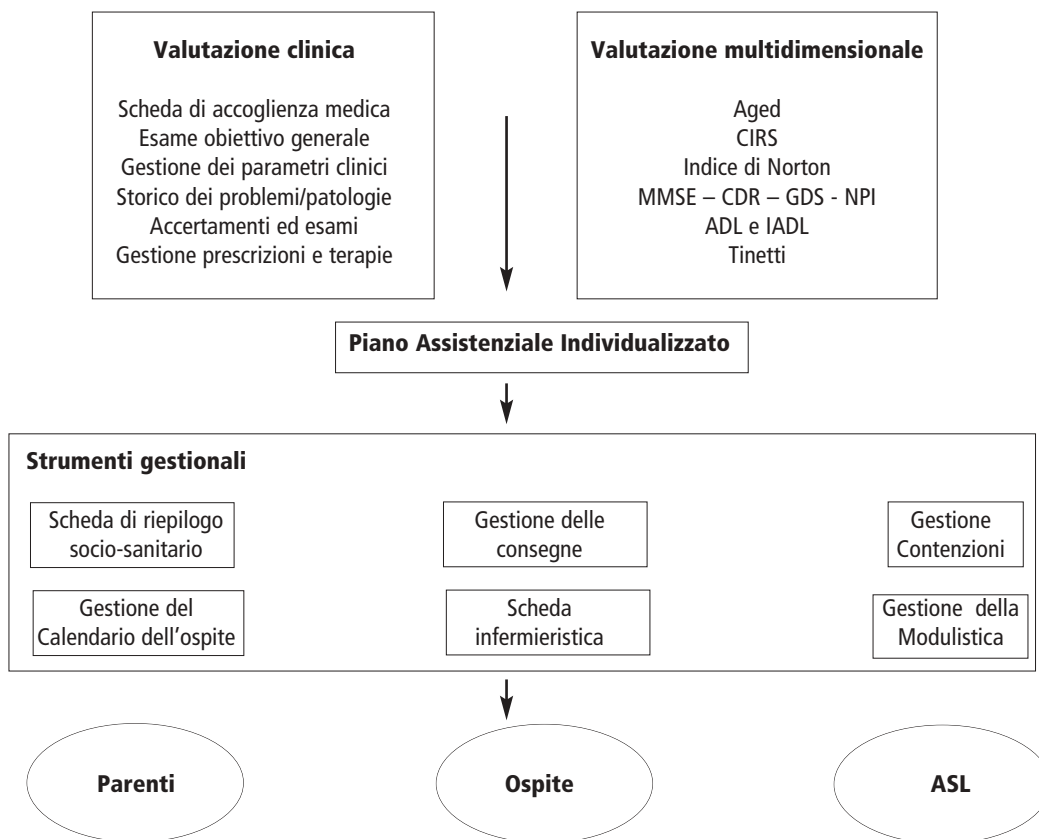 Valutazione clinica
Scheda di accoglienza medica
Esame obiettivo generale
Gestione dei parametri clinici
Storico dei problemi/patologie
Accertamenti ed esami
Gestione prescrizioni e terapie
Valutazione multidimensionale
Aged
CIRS
Indice di Norton
MMSE – CDR – GDS - NPI
ADL e IADL
Tinetti
Piano Assistenziale Individualizzato
Strumenti gestionali
Scheda di riepilogo
socio-sanitario
Gestione delle
consegne
Gestione
Contenzioni
Gestione del
Calendario dell’ospite
Scheda
infermieristica
Gestione della
Modulistica
Parenti
Ospite
ASL